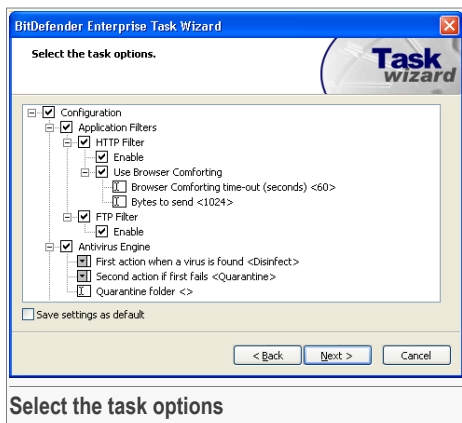 BitDefender Enterprise Task Wizard
Select the task options.
Task
wizard
Configuration
Application Filters
HTTP Filter
Enable
Use Browser Comforting
Browser Comforting time-out (seconds) <60>
Bytes to send <1024>
FTP Filter
Enable
Antivirus Engine
First action when a virus is found <Disinfect>
Second action if first fails <Quarantine>
Quarantine folder <>
Save settings as default
< Back Next > Cancel
Select the task options